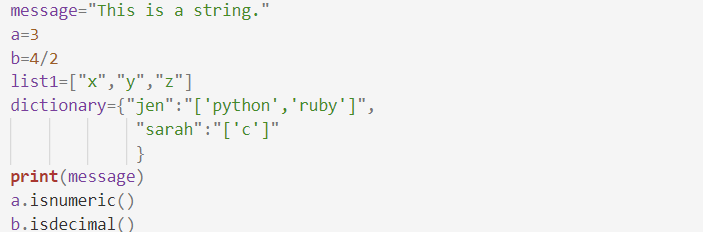 message="This is a string."
a=3
b=4/2
list1=["x","y","z"]
dictionary={"jen":"['python','ruby']",
"sarah":"['c']"
}
print(message)
a.isnumeric()
b.isdecimal()